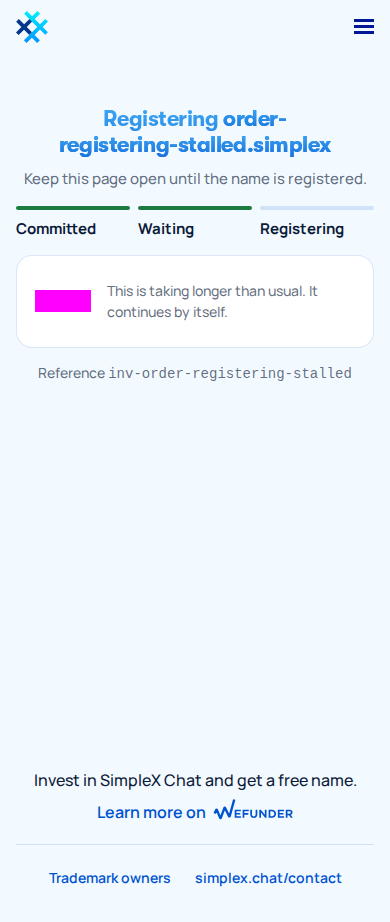 Registering order-
registering-stalled.simplex
Keep this page open until the name is registered.
Committed
Waiting
Registering
This is taking longer than usual. It
continues by itself.
Reference inv-order-registering-stalled
Invest in SimpleX Chat and get a free name.
Learn more on WEFUNDER
Trademark owners
simplex.chat/contact